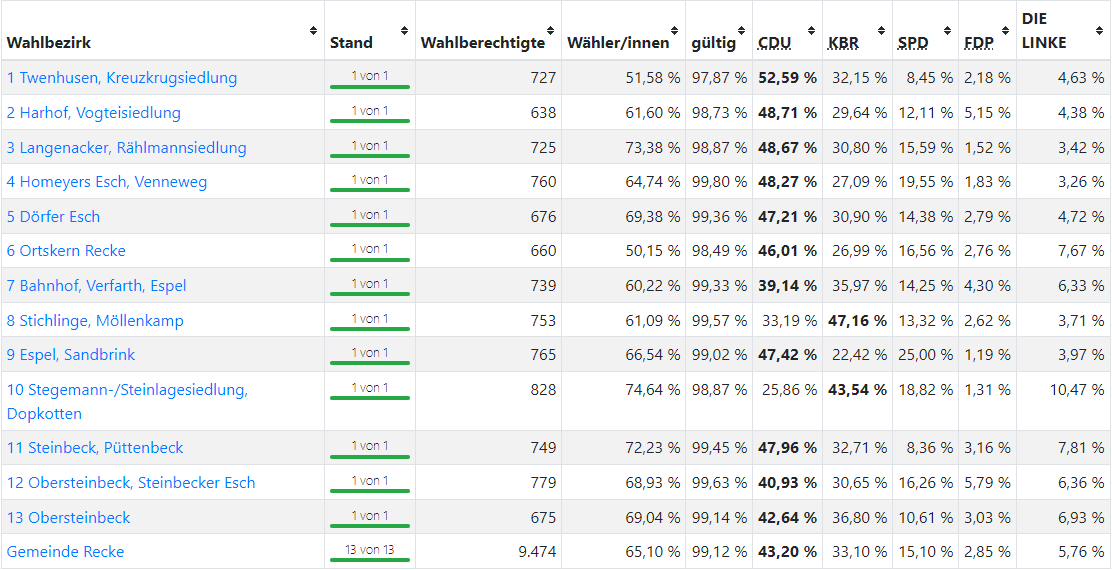 Wahlbezirk Stand Wahlberechtigte Wähler/innen gültig CDU KBR SPD FDP DIE
LINKE
1 Twenhusen, Kreuzkrugsiedlung 1 von 1 727 51,58 % 97,87 % 52,59 % 32,15 % 8,45 % 2,18 % 4,63 %
2 Harhof, Vogteisiedlung 1 von 1 638 61,60 % 98,73 % 48,71 % 29,64 % 12,11 % 5,15 % 4,38 %
3 Langenacker, Rählmannsiedlung 1 von 1 725 73,38 % 98,87 % 48,67 % 30,80 % 15,59 % 1,52 % 3,42 %
4 Homeyers Esch, Venneweg 1 von 1 760 64,74 % 99,80 % 48,27 % 27,09 % 19,55 % 1,83 % 3,26 %
5 Dörfer Esch 1 von 1 676 69,38 % 99,36 % 47,21 % 30,90 % 14,38 % 2,79 % 4,72 %
6 Ortskern Recke 1 von 1 660 50,15 % 98,49 % 46,01 % 26,99 % 16,56 % 2,76 % 7,67 %
7 Bahnhof, Verfarth, Espel 1 von 1 739 60,22 % 99,33 % 39,14 % 35,97 % 14,25 % 4,30 % 6,33 %
8 Stichlinge, Möllenkamp 1 von 1 753 61,09 % 99,57 % 33,19 % 47,16 % 13,32 % 2,62 % 3,71 %
9 Espel, Sandbrink 1 von 1 765 66,54 % 99,02 % 47,42 % 22,42 % 25,00 % 1,19 % 3,97 %
10 Stegemann-/Steinlagesiedlung, 1 von 1 828 74,64 % 98,87 % 25,86 % 43,54 % 18,82 % 1,31 % 10,47 %
Dopkotten
11 Steinbeck, Püttenbeck 1 von 1 749 72,23 % 99,45 % 47,96 % 32,71 % 8,36 % 3,16 % 7,81 %
12 Obersteinbeck, Steinbecker Esch 1 von 1 779 68,93 % 99,63 % 40,93 % 30,65 % 16,26 % 5,79 % 6,36 %
13 Obersteinbeck 1 von 1 675 69,04 % 99,14 % 42,64 % 36,80 % 10,61 % 3,03 % 6,93 %
Gemeinde Recke 13 von 13 9.474 65,10 % 99,12 % 43,20 % 33,10 % 15,10 % 2,85 % 5,76 %